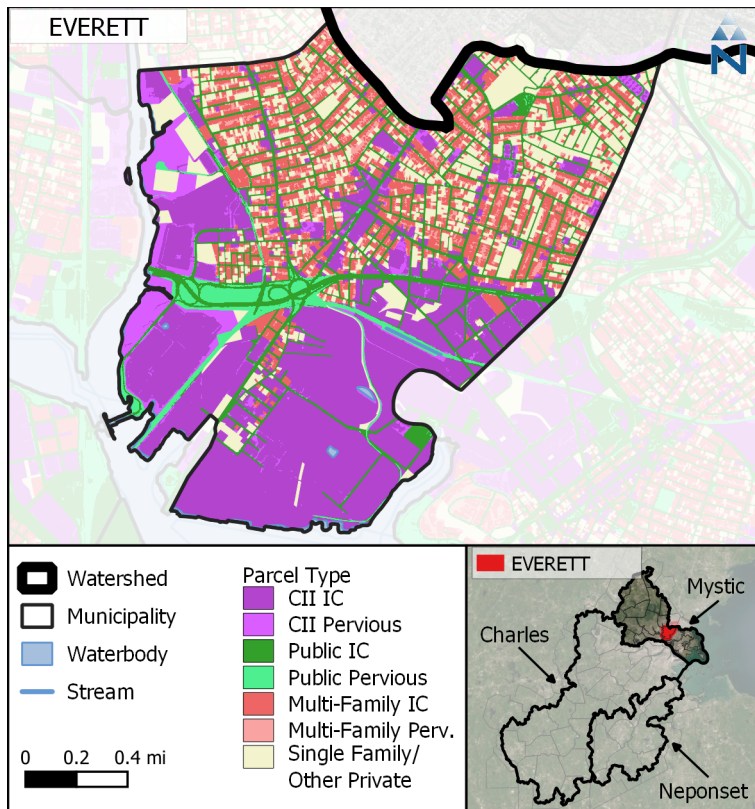 EVERETT
N
Watershed
Municipality
Waterbody
Stream
0 0.2 0.4 mi
Parcel Type
CII IC
CII Pervious
Public IC
Public Pervious
Multi-Family IC
Multi-Family Perv.
Single Family/
Other Private
EVERETT
Mystic
Charles
Neponset